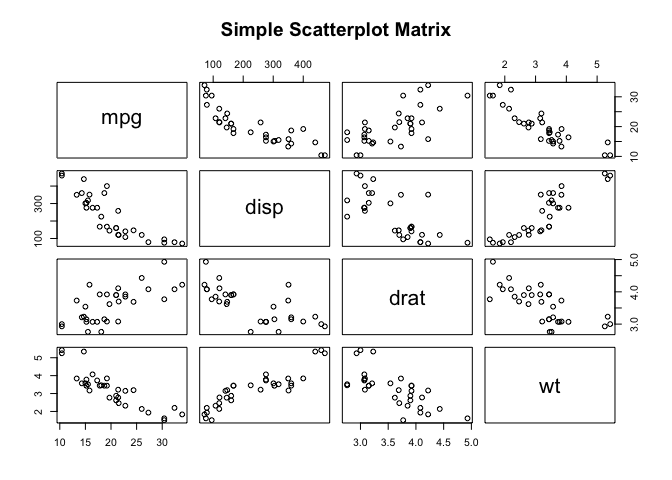 Simple Scatterplot Matrix
100 200 300 400
2 3 4 5
mpg
10 20 30
100 300
disp
drat
3.0 4.0 5.0
2 3 4 5
wt
10 15 20 25 30
3.0 3.5 4.0 4.5 5.0